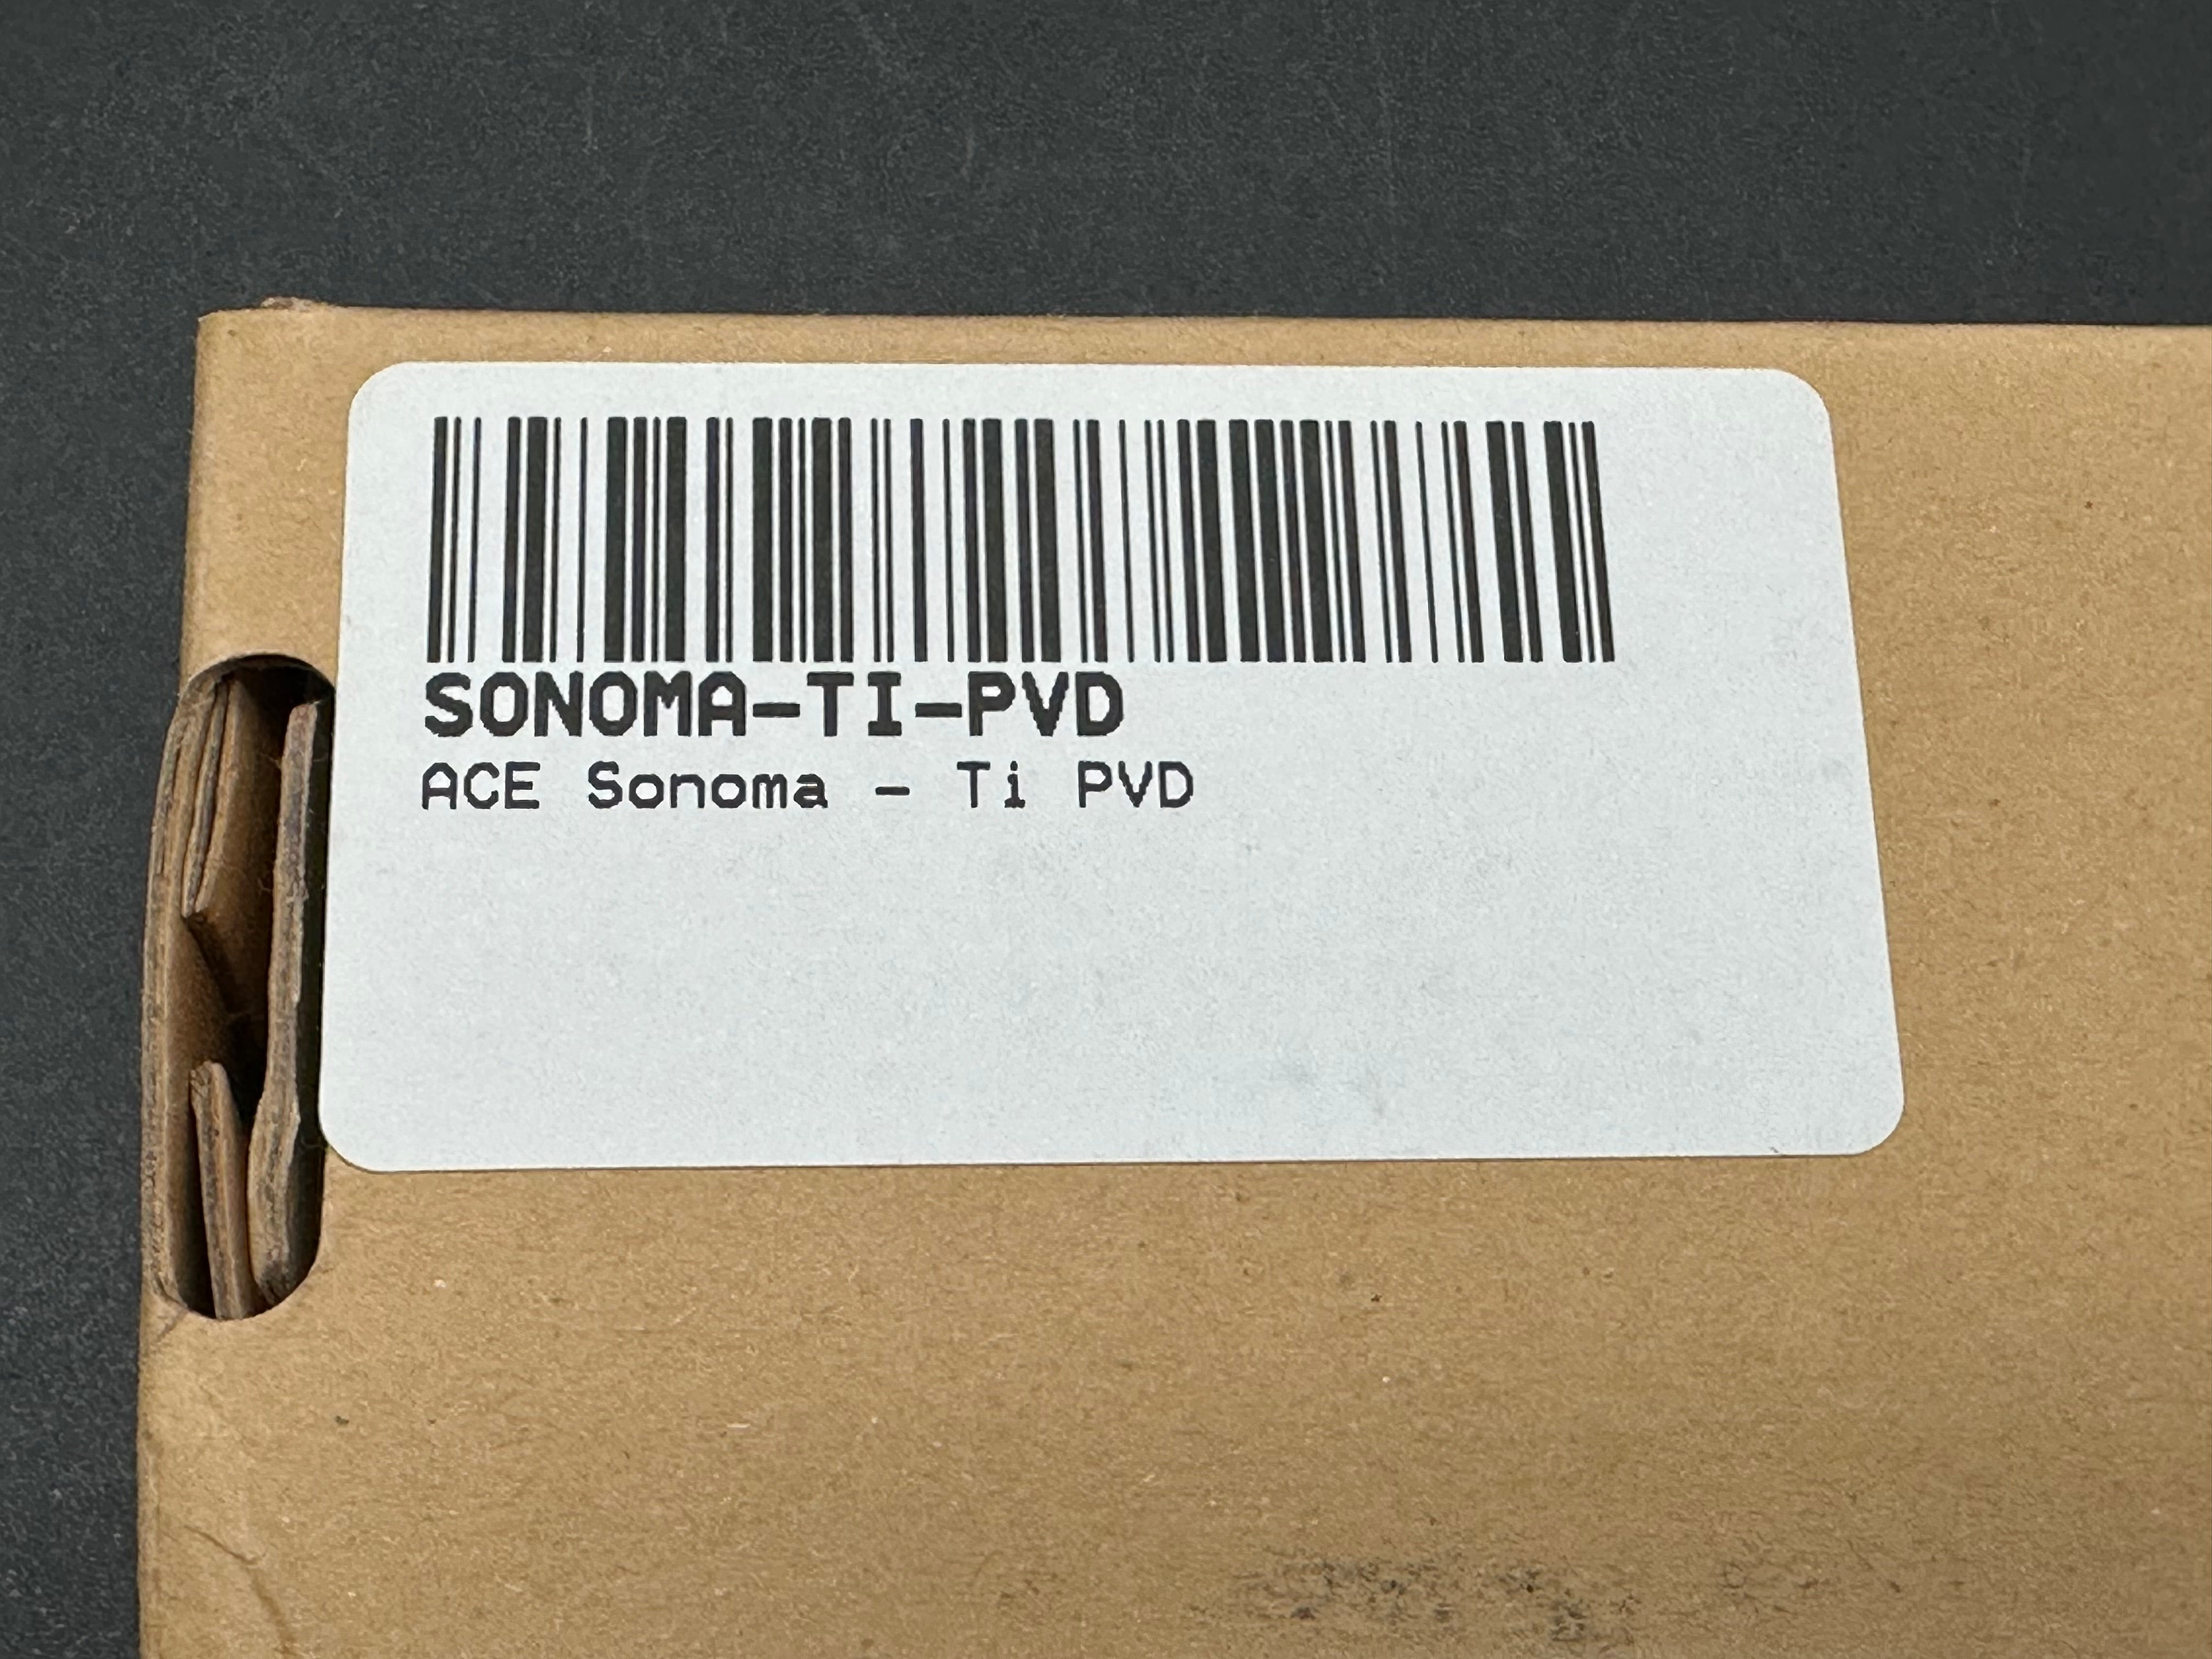 SONOMA-TI-PVD
ACE Sonoma - Ti PVD